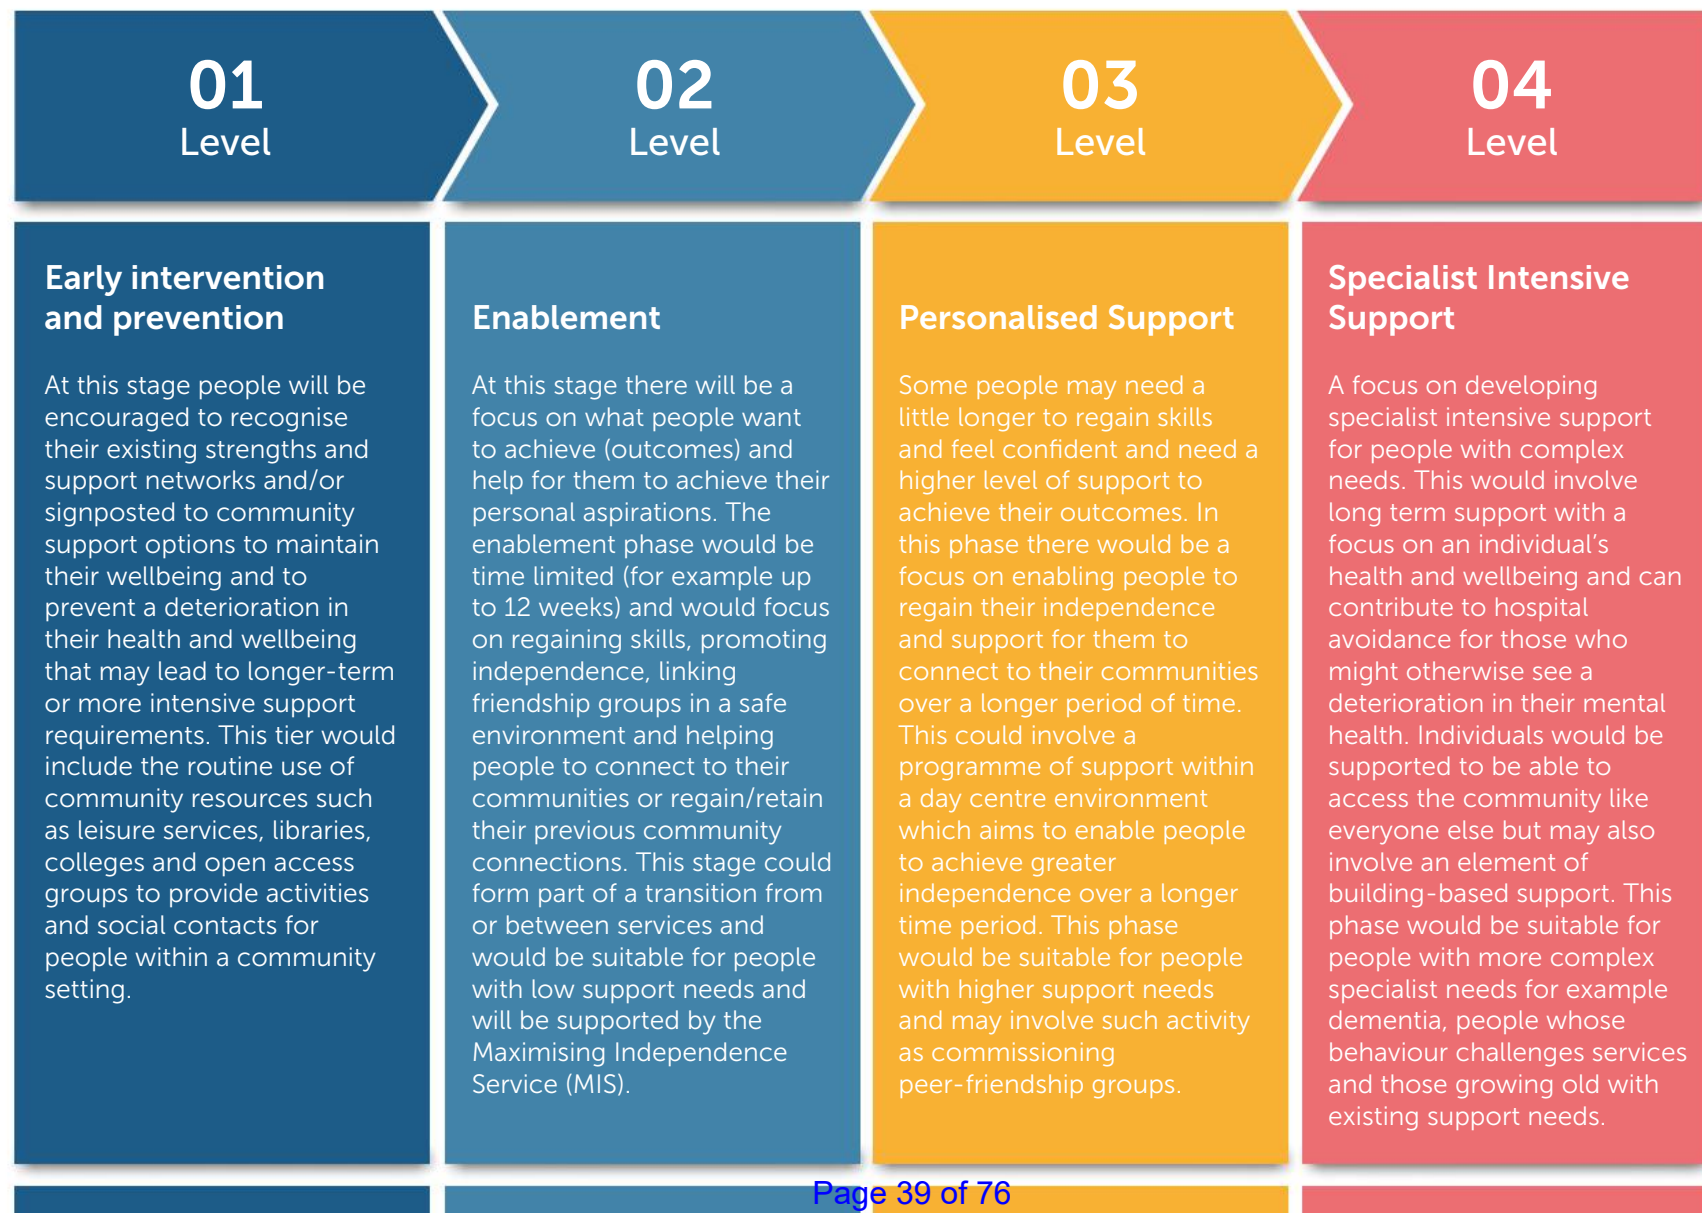 01
Level
02
Level
03
Level
04
Level
Early intervention
and prevention
At this stage people will be
encouraged to recognise
their existing strengths and
support networks and/or
signposted to community
support options to maintain
their wellbeing and to
prevent a deterioration in
their health and wellbeing
that may lead to longer-term
or more intensive support
requirements. This tier would
include the routine use of
community resources such
as leisure services, libraries,
colleges and open access
groups to provide activities
and social contacts for
people within a community
setting.
Enablement
At this stage there will be a
focus on what people want
to achieve (outcomes) and
help for them to achieve their
personal aspirations. The
enablement phase would be
time limited (for example up
to 12 weeks) and would focus
on regaining skills, promoting
independence, linking
friendship groups in a safe
environment and helping
people to connect to their
communities or regain/retain
their previous community
connections. This stage could
form part of a transition from
or between services and
would be suitable for people
with low support needs and
will be supported by the
Maximising Independence
Service (MIS).
Personalised Support
Some people may need a
little longer to regain skills
and feel confident and need a
higher level of support to
achieve their outcomes. In
this phase there would be a
focus on enabling people to
regain their independence
and support for them to
connect to their communities
over a longer period of time.
This could involve a
programme of support within
a day centre environment
which aims to enable people
to achieve greater
independence over a longer
time period. This phase
would be suitable for people
with higher support needs
and may involve such activity
as commissioning
peer-friendship groups.
Specialist Intensive
Support
A focus on developing
specialist intensive support
for people with complex
needs. This would involve
long term support with a
focus on an individual's
health and wellbeing and can
contribute to hospital
avoidance for those who
might otherwise see a
deterioration in their mental
health. Individuals would be
supported to be able to
access the community like
everyone else but may also
involve an element of
building-based support. This
phase would be suitable for
people with more complex
specialist needs for example
dementia, people whose
behaviour challenges services
and those growing old with
existing support needs.
Page 39 of 76